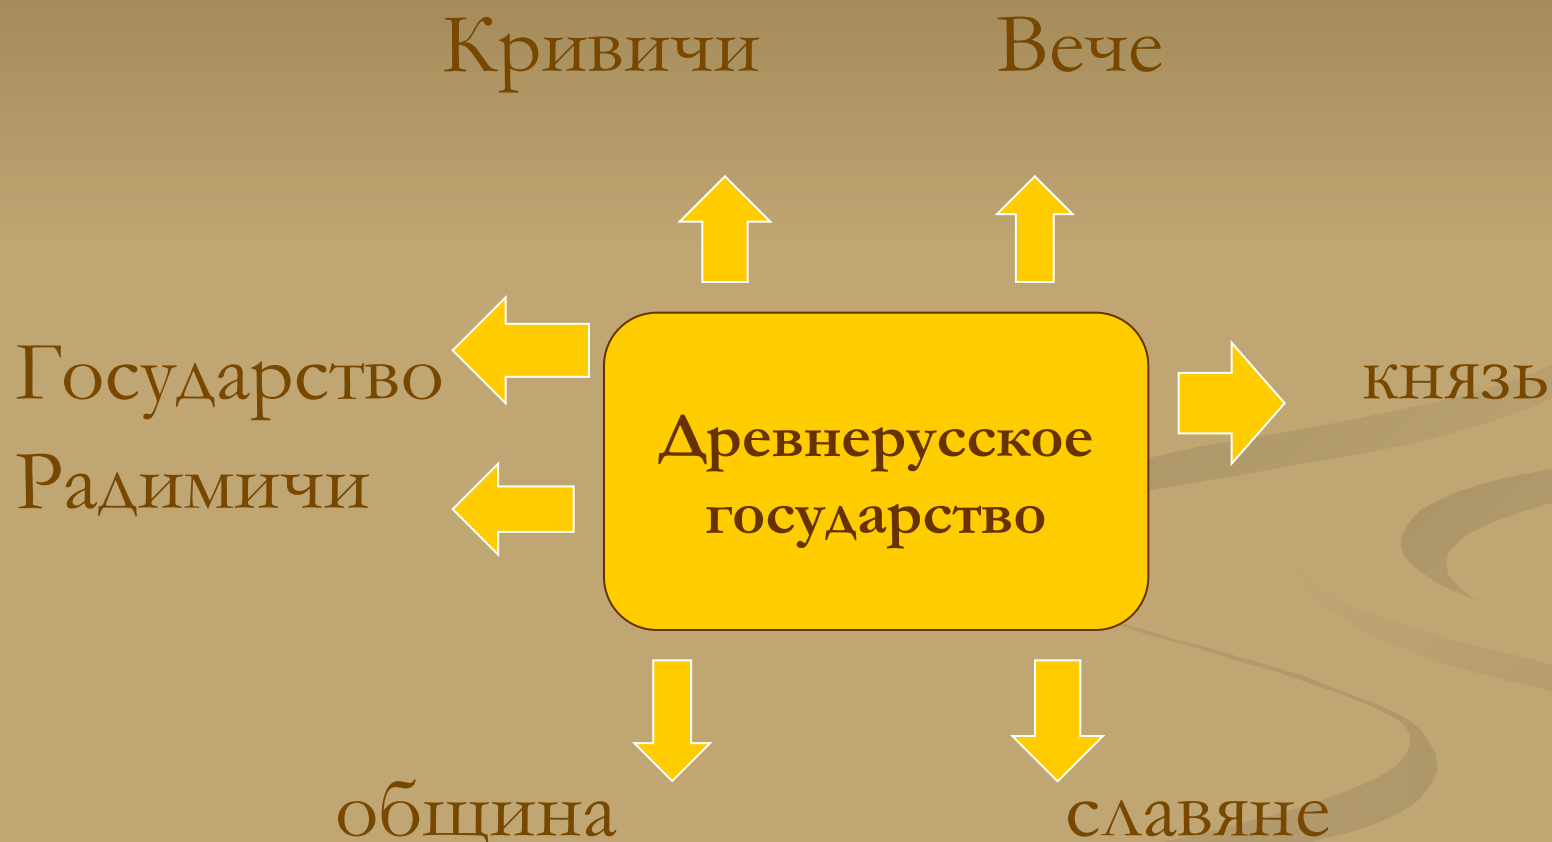 Кривичи
Вече
Государство
князь
Древнерусское
государство
Радимичи
община
славяне